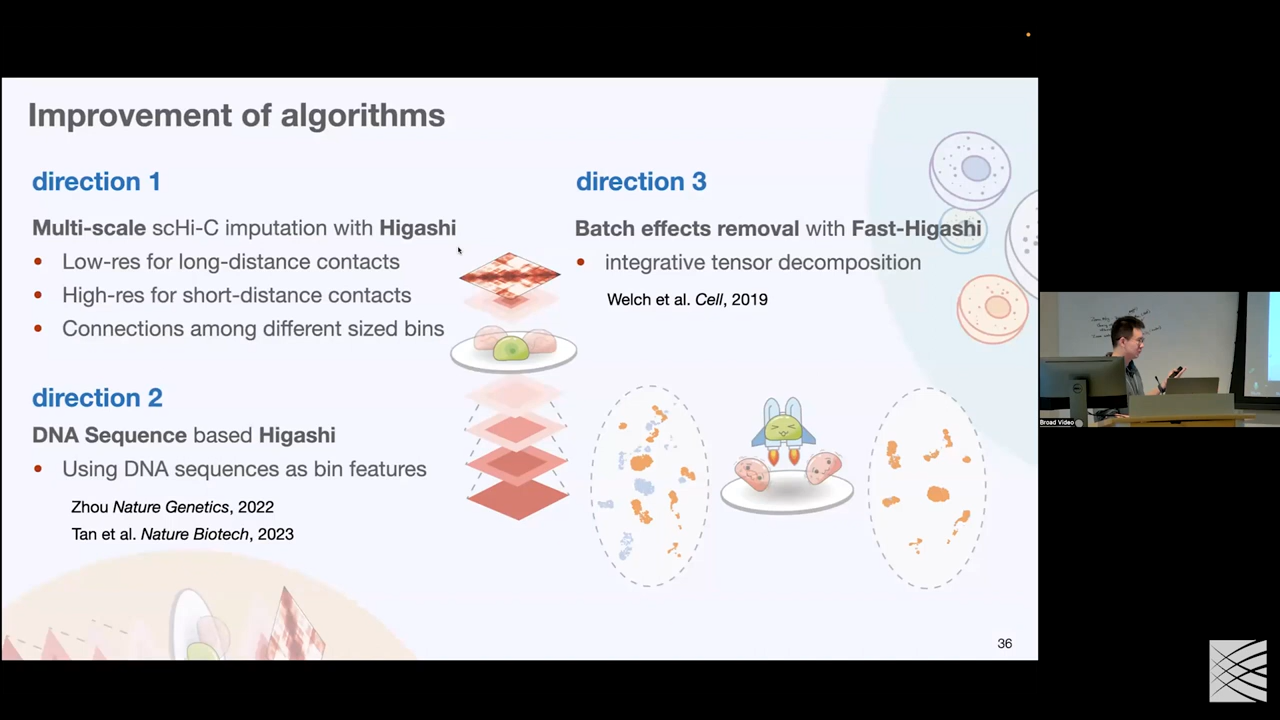 Improvement of algorithms
direction 1
Multi-scale scHi-C imputation with Higashi
• Low-res for long-distance contacts
• High-res for short-distance contacts
• Connections among different sized bins
direction 2
DNA Sequence based Higashi
• Using DNA sequences as bin features
Zhou Nature Genetics, 2022
Tan et al. Nature Biotech, 2023
direction 3
Batch effects removal with Fast-Higashi
• integrative tensor decomposition
Welch et al. Cell, 2019
36
Broad Video